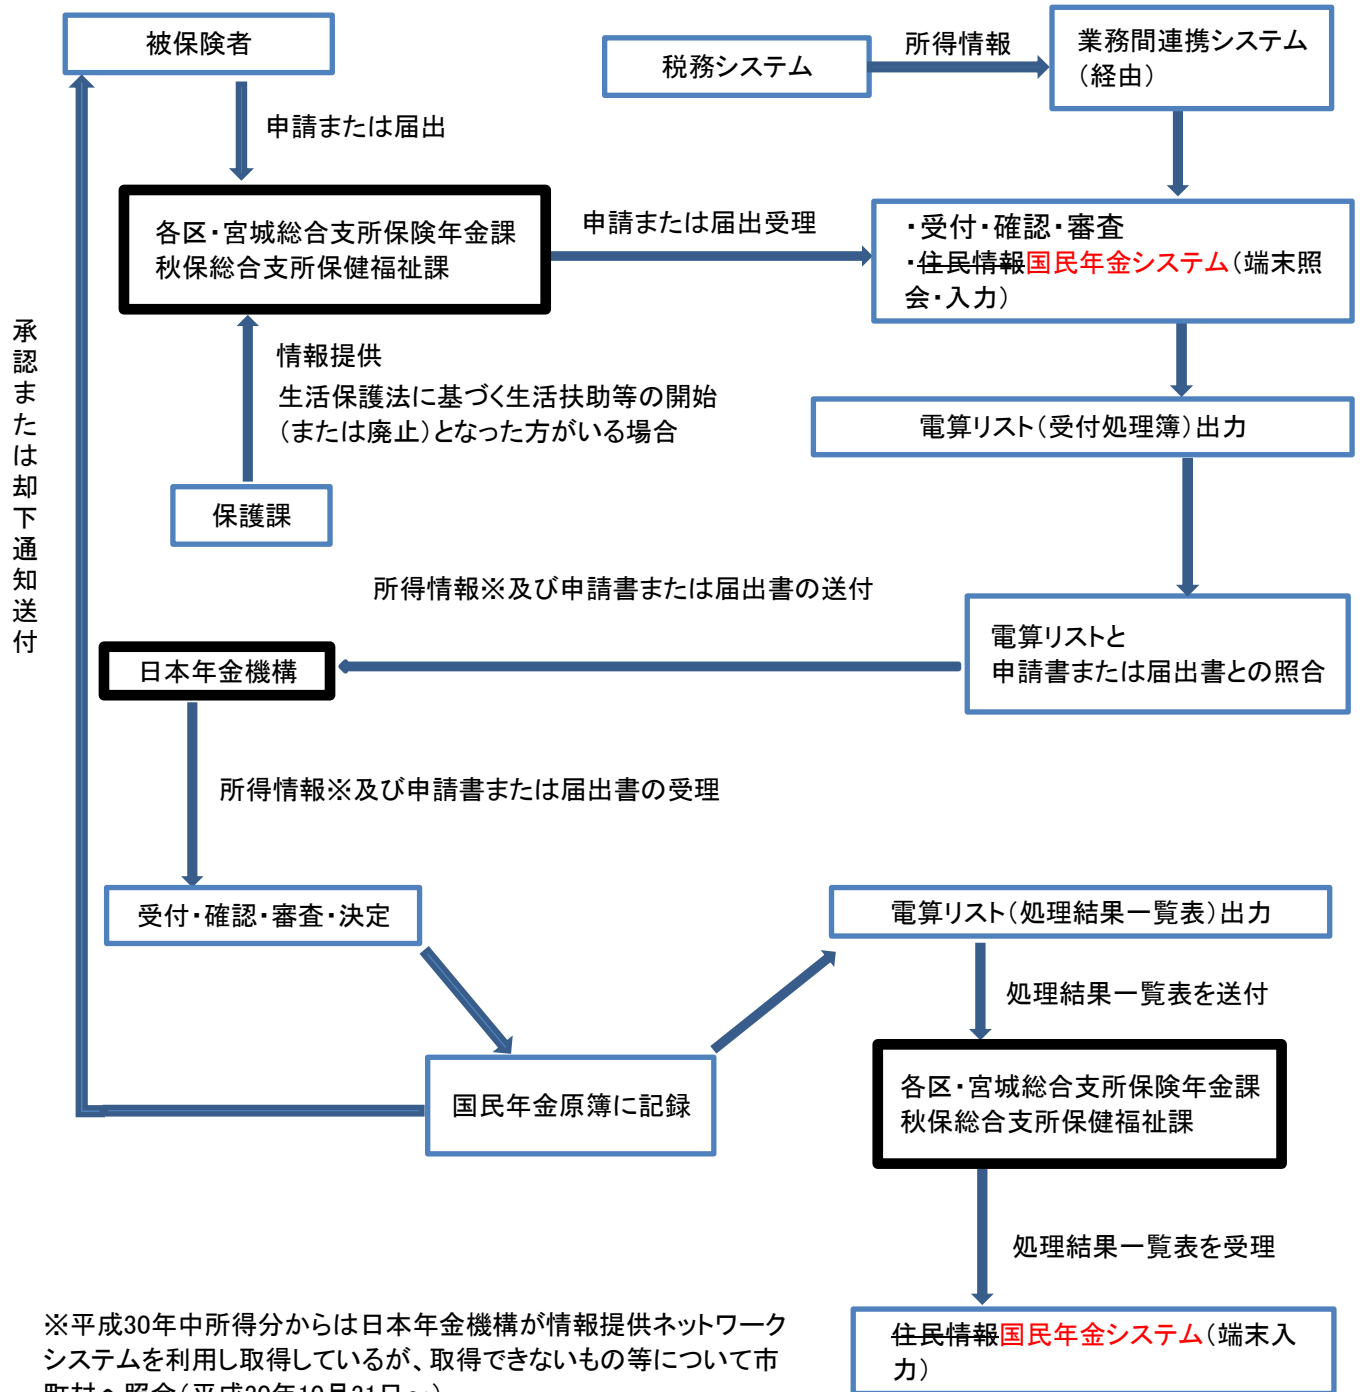 被保険者
税務システム
所得情報
業務間連携システム
(経由)
申請または届出
各区・宮城総合支所保険年金課
秋保総合支所保健福祉課
申請または届出受理
・受付・確認・審査
・住民情報国民年金システム(端末照
会・入力)
情報提供
生活保護法に基づく生活扶助等の開始
(または廃止)となった方がいる場合
保護課
電算リスト(受付処理簿)出力
承認または却下通知送付
所得情報※及び申請書または届出書の送付
電算リストと
申請書または届出書との照合
日本年金機構
所得情報※及び申請書または届出書の受理
受付・確認・審査・決定
電算リスト(処理結果一覧表)出力
処理結果一覧表を送付
国民年金原簿に記録
各区・宮城総合支所保険年金課
秋保総合支所保健福祉課
処理結果一覧表を受理
住民情報国民年金システム(端末入
力)
※平成30年中所得分からは日本年金機構が情報提供ネットワーク
システムを利用し取得しているが、取得できないもの等について市
町村へ照会(平成30年10月31日~)